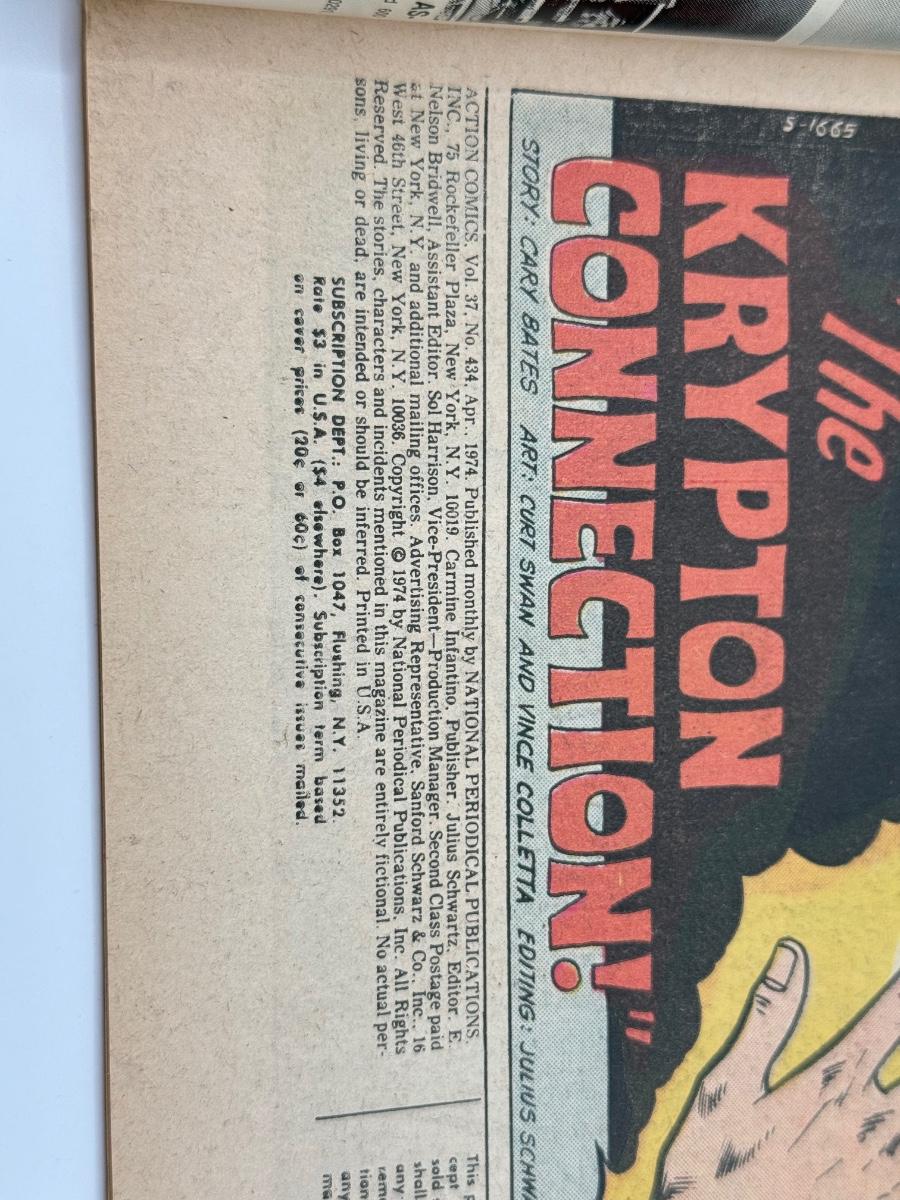 S-1665
The
KRYPTON
CONNECTION!"
STORY: CARY BATES ART: CURT SWAN AND VINCE COLLETTA EDITING: JULIUS
ACTION COMICS, Vol. 37, No. 434, Apr., 1974. Published monthly by NATIONAL PERIODICAL PUBLICATIONS,
INC., 75 Rockefeller Plaza, New York, N.Y. 10019. Carmine Infantino, Publisher. Julius Schwartz, Editor. E.
Nelson Bridwell, Assistant Editor. Sol Harrison, Vice-President—Production Manager. Second Class Postage paid
at New York, N.Y. and additional mailing offices. Advertising Representative, Sanford Schwarz & Co., Inc., 16
West 46th Street, New York, N.Y. 10036. Copyright © 1974 by National Periodical Publications, Inc. All Rights
Reserved. The stories, characters and incidents mentioned in this magazine are entirely fictional. No actual per-
sons, living or dead, are intended or should be inferred. Printed in U.S.A.
SUBSCRIPTION DEPT.: P.O. Box 1047, Flushing, N.Y. 11352.
Rate $3 in U.S.A. ($4 elsewhere). Subscription term based
on cover prices (20¢ or 60¢) of consecutive issues mailed.
This
cept
sold
shall
any